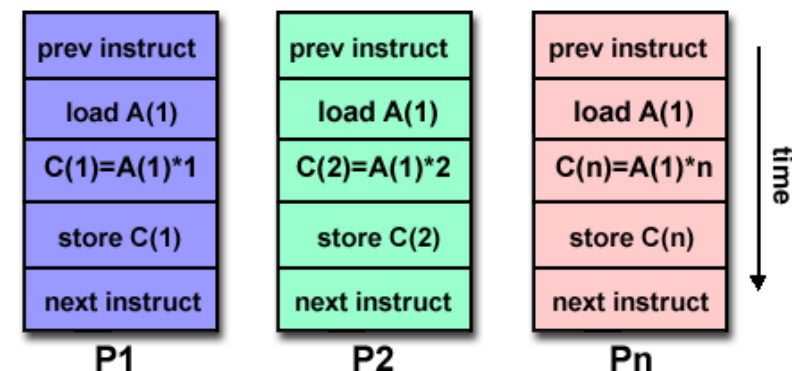 prev instruct
load A(1)
C(1)=A(1)*1
store C(1)
next instruct
P1
prev instruct
load A(1)
C(2)=A(1)*2
store C(2)
next instruct
P2
prev instruct
load A(1)
C(n)=A(1)*n
store C(n)
next instruct
Pn
time